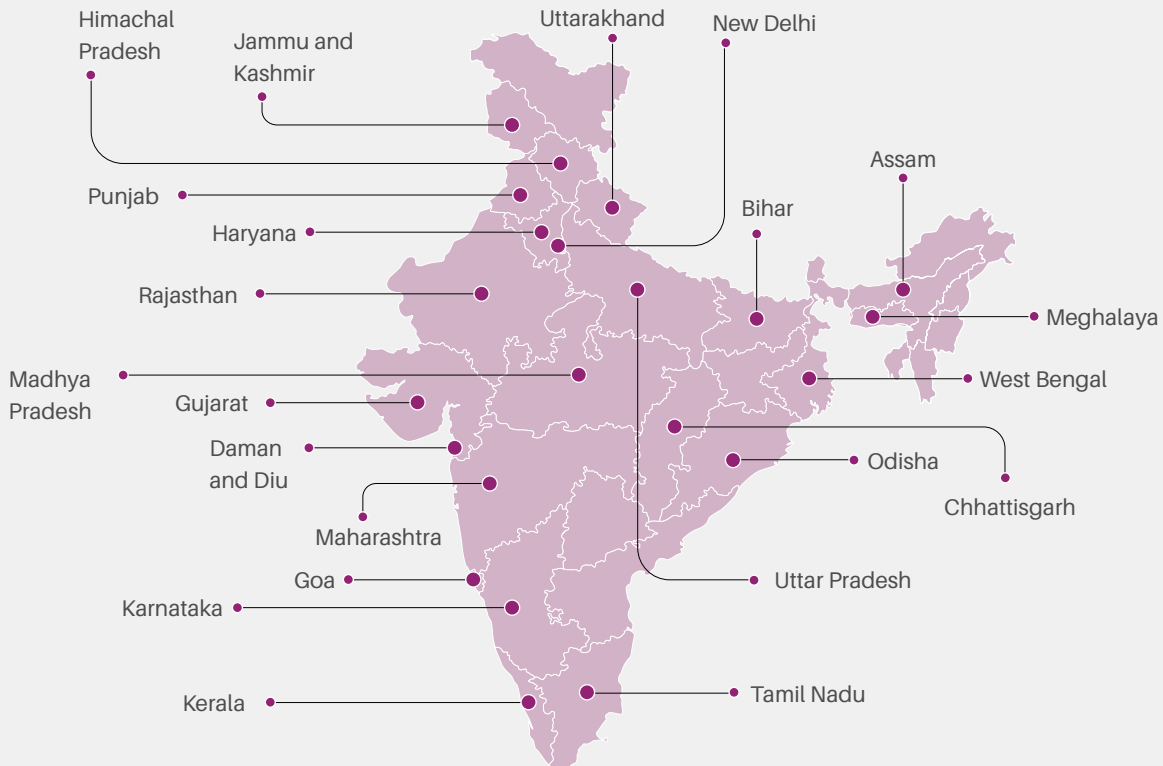 Himachal
Pradesh
Jammu and
Kashmir
Uttarakhand
New Delhi
Assam
Punjab
Bihar
Haryana
Rajasthan
Meghalaya
Madhya
Pradesh
Gujarat
West Bengal
Daman
and Diu
Odisha
Chhattisgarh
Maharashtra
Goa
Uttar Pradesh
Karnataka
Kerala
Tamil Nadu